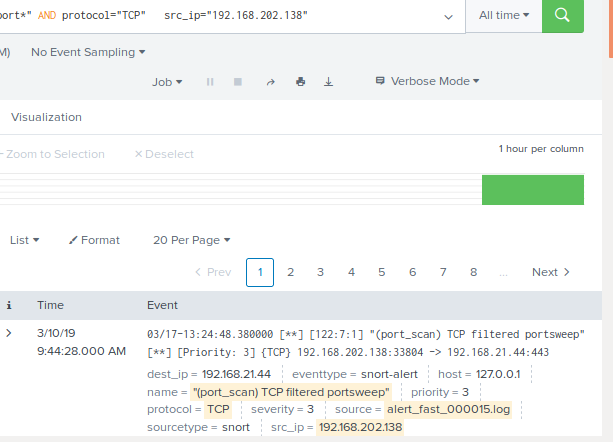 port*" AND protocol="TCP" src_ip="192.168.202.138"
All time
M) No Event Sampling
Job
Verbose Mode
Visualization
Zoom to Selection × Deselect
1 hour per column
List Format 20 Per Page
Prev 1 2 3 4 5 6 7 8 ... Next
i Time Event
3/10/19
9:44:28.000 AM
03/17-13:24:48.380000 [**] [122:7:1] "(port_scan) TCP filtered portsweep"
[**] [Priority: 3] {TCP} 192.168.202.138:33804 -> 192.168.21.44:443
dest_ip = 192.168.21.44 eventtype = snort-alert host = 127.0.0.1
name = "(port_scan) TCP filtered portsweep" priority = 3
protocol = TCP severity = 3 source = alert_fast_000015.log
sourcetype = snort src_ip = 192.168.202.138